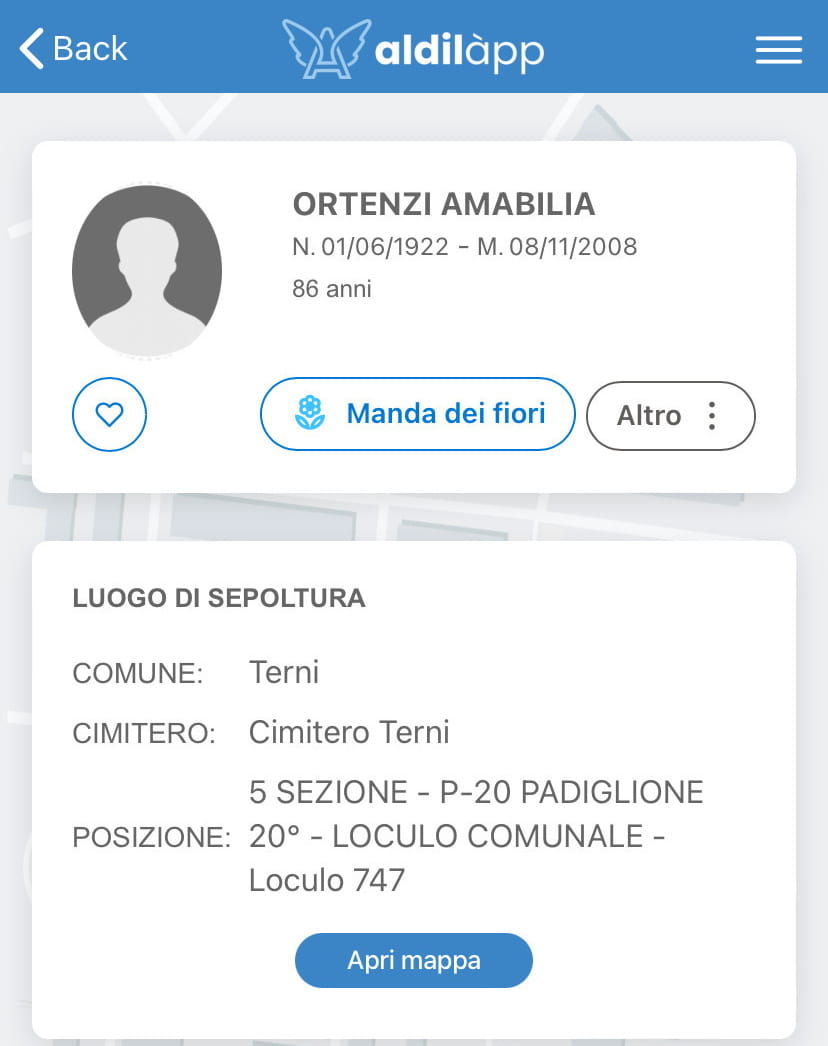 Back
aldilàpp
ORTENZI AMABILIA
N. 01/06/1922 - M. 08/11/2008
86 anni
Manda dei fiori
Altro
LUOGO DI SEPOLTURA
COMUNE: Terni
CIMITERO: Cimitero Terni
5 SEZIONE - P-20 PADIGLIONE
POSIZIONE: 20° - LOCULO COMUNALE -
Loculo 747
Apri mappa